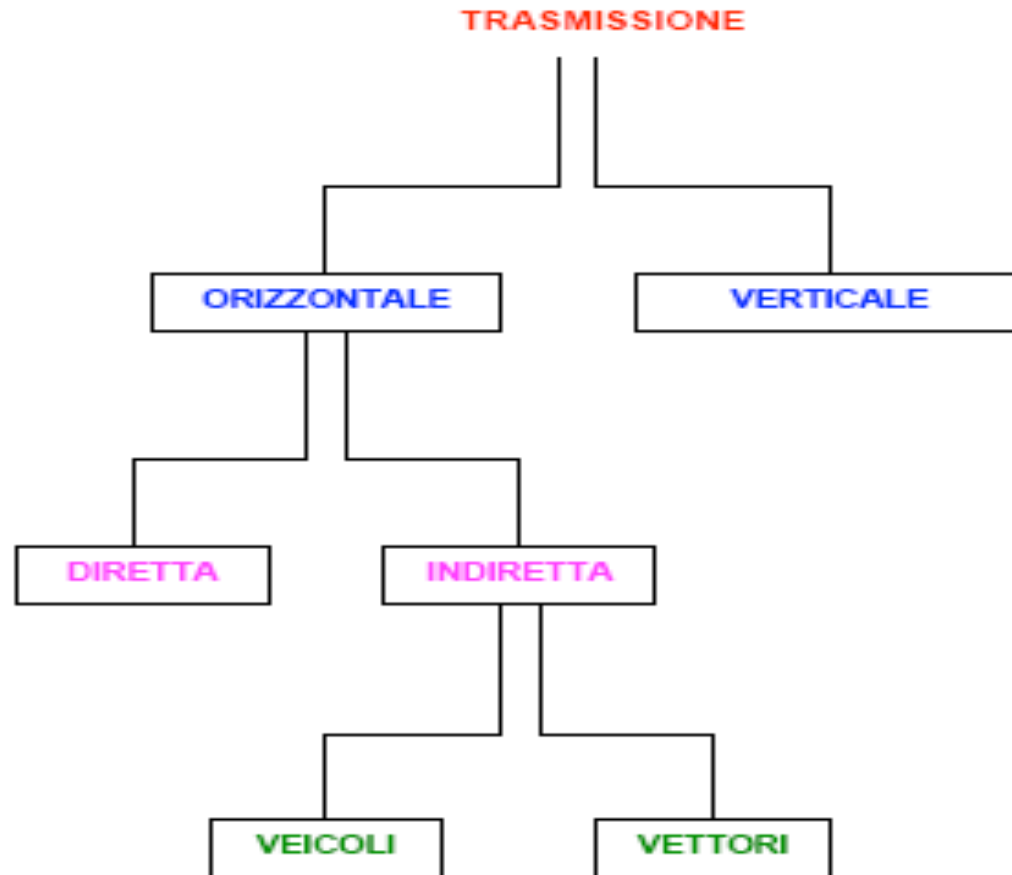 TRASMISSIONE
ORIZZONTALE
VERTICALE
DIRETTA
INDIRETTA
VEICOLI
VETTORI